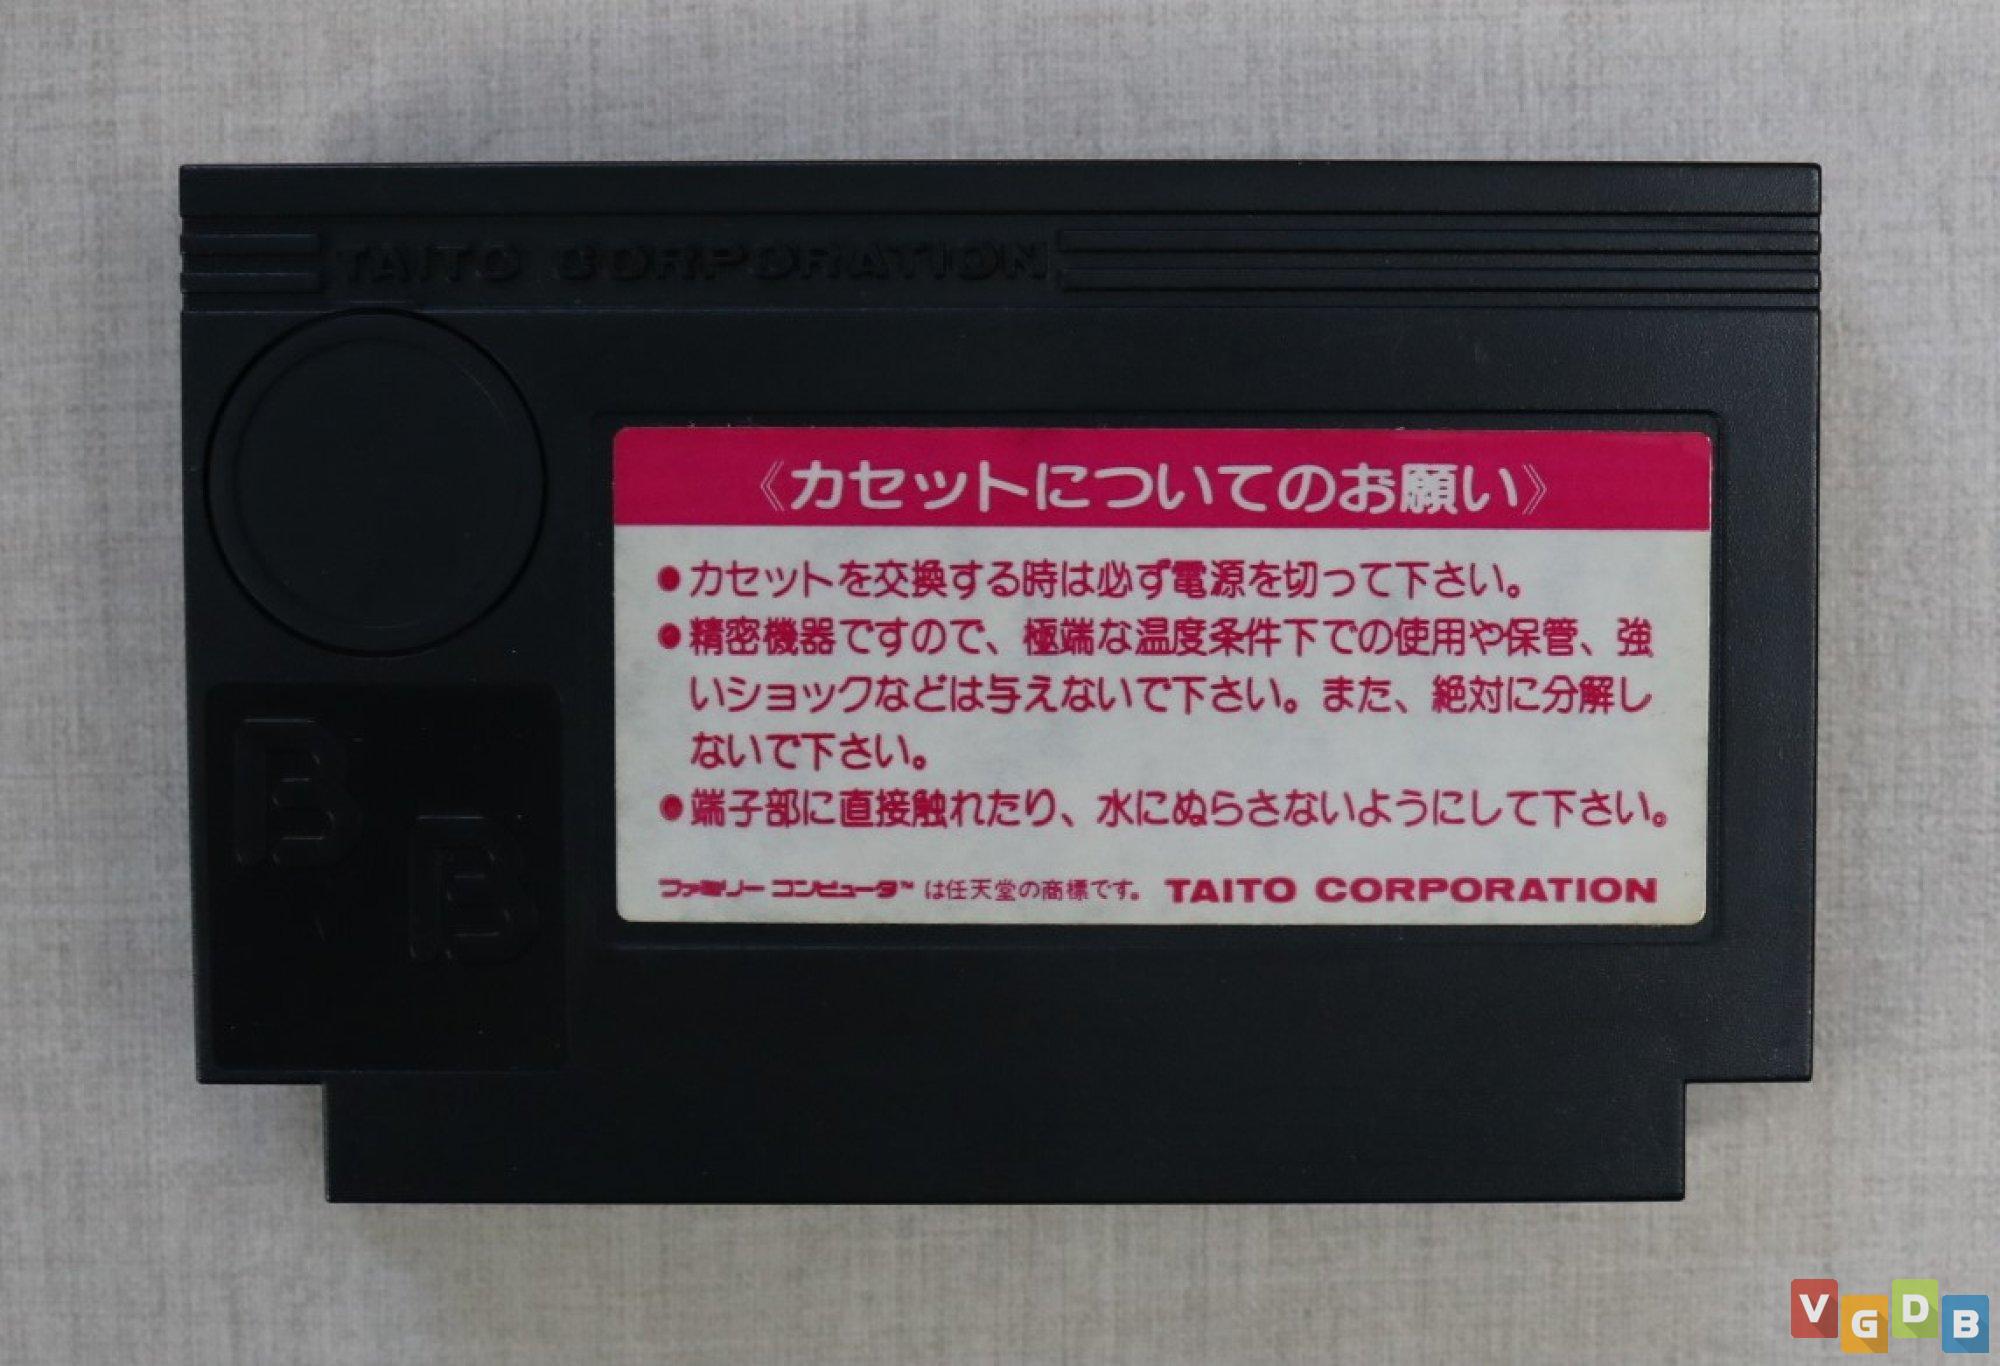 TAITO CORPORATION
《カセットについてのお願い》
●カセットを交換する時は必ず電源を切って下さい。
●精密機器ですので、極端な温度条件下での使用や保管、強
いショックなどは与えないで下さい。また、絶対に分解し
ないで下さい。
●端子部に直接触れたり、水にぬらさないようにして下さい。
ファミリーコンピュータ™ は任天堂の商標です。 TAITO CORPORATION
B
B
VGDB